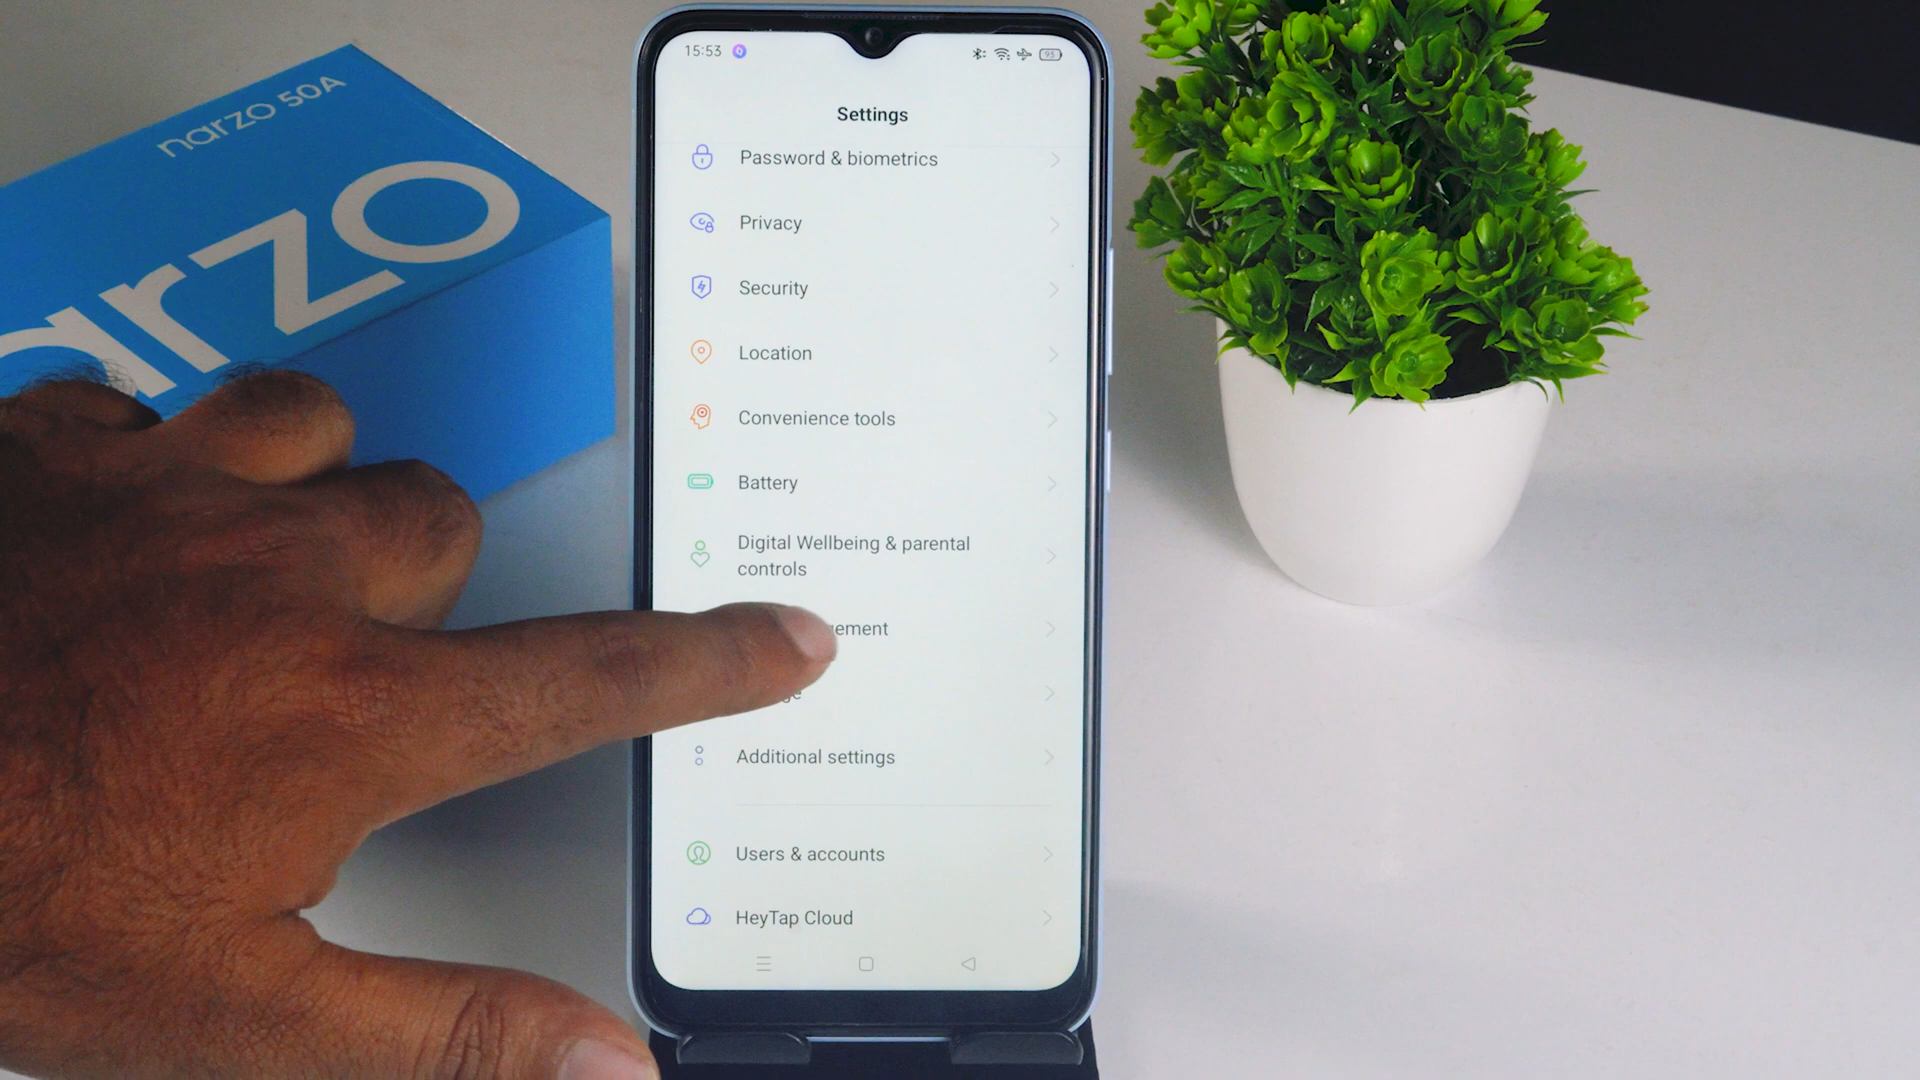 narzo 50A
narzo
15:53
95
Settings
Password & biometrics
Privacy
Security
Location
Convenience tools
Battery
Digital Wellbeing & parental
controls
Additional settings
Users & accounts
HeyTap Cloud